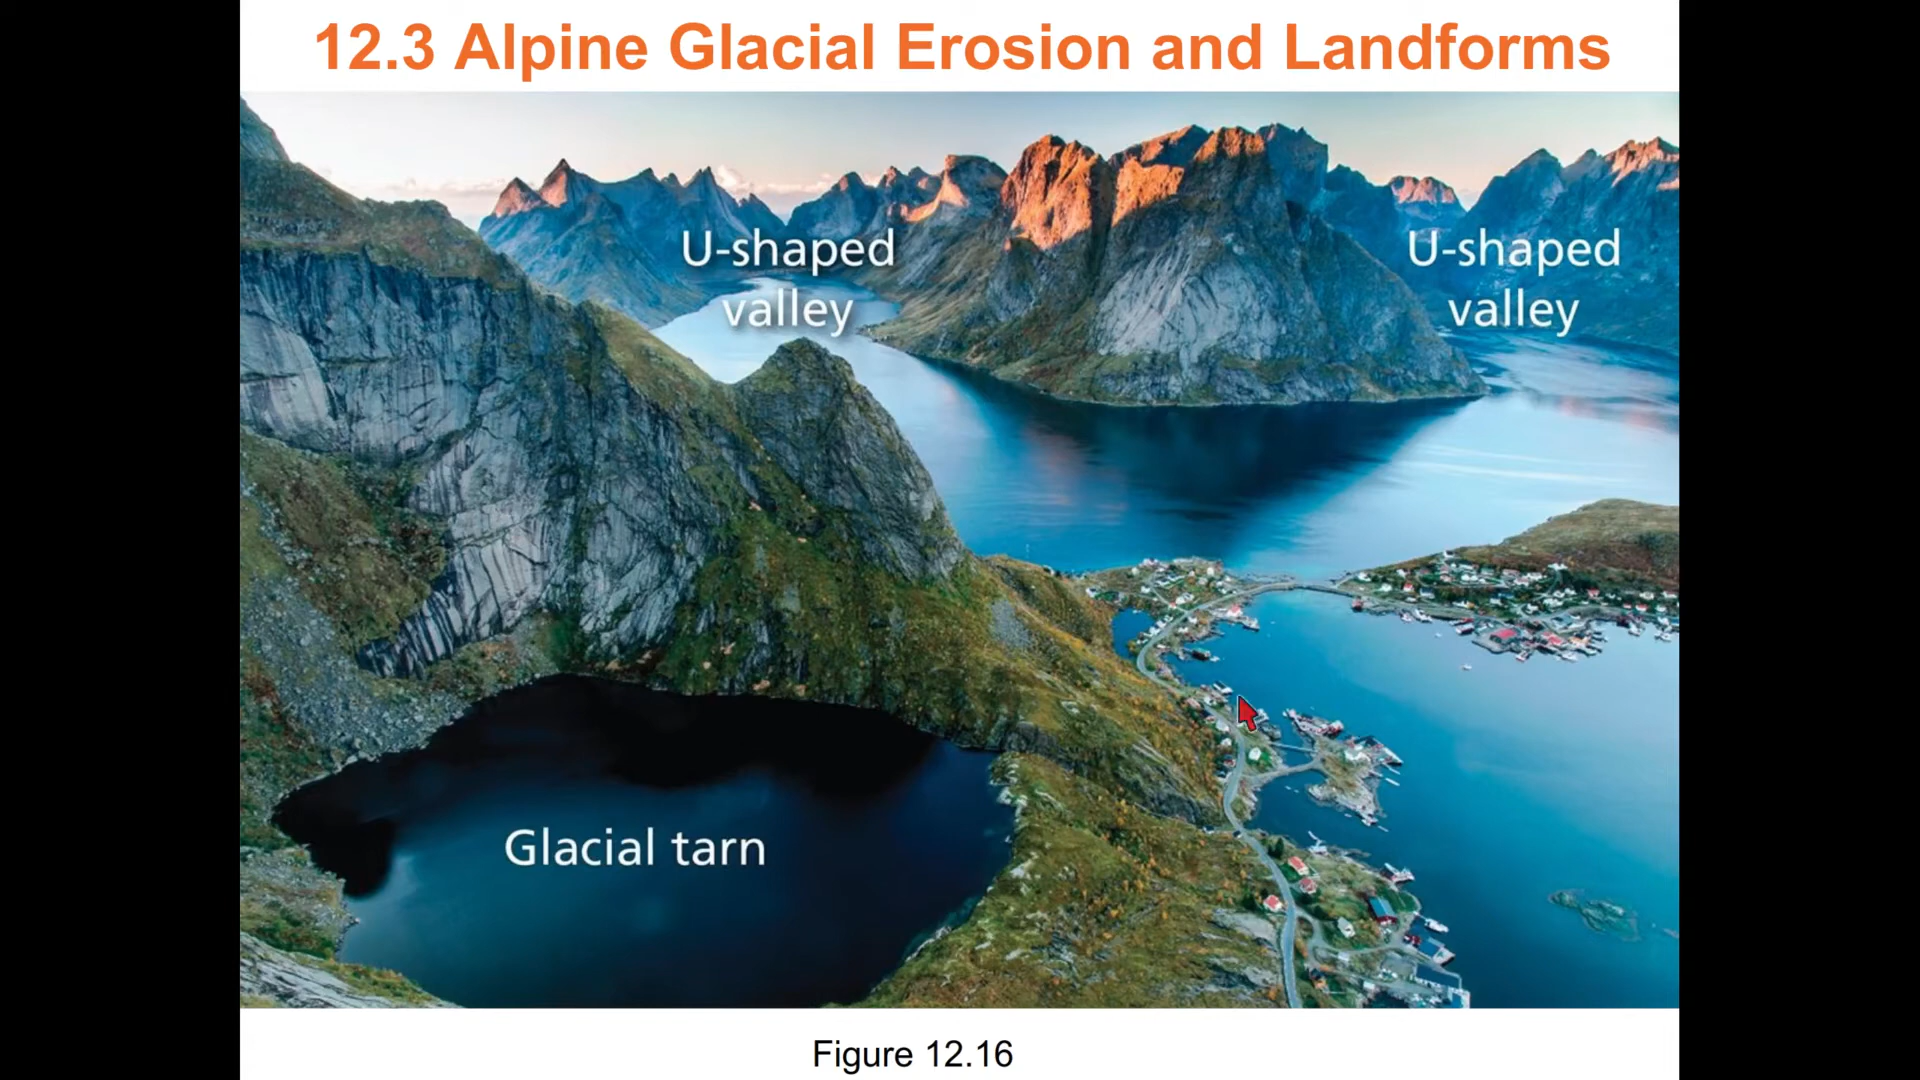 12.3 Alpine Glacial Erosion and Landforms
U-shaped
valley
U-shaped
valley
Glacial tarn
Figure 12.16